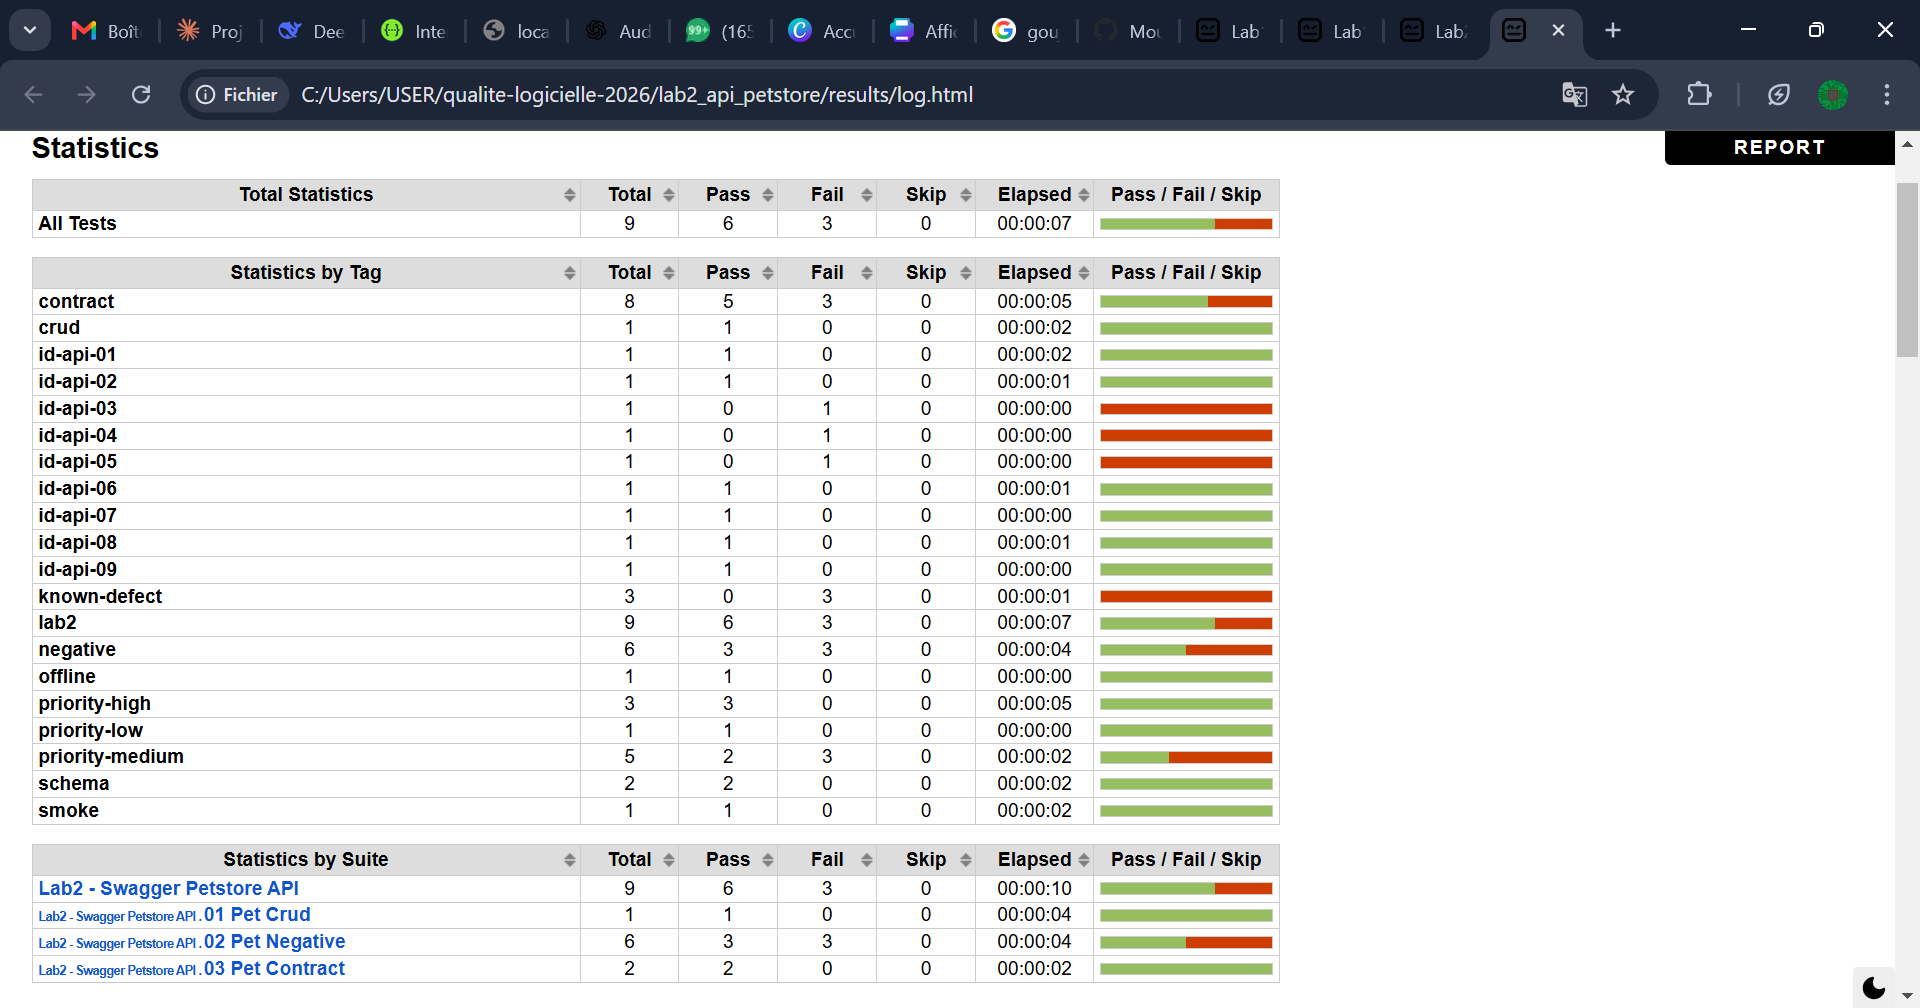 Boît Proj Dee Inte loca Aud (165 Acc Affic gou Mou Lab Lab Lab
Fichier C:/Users/USER/qualite-logicielle-2026/lab2_api_petstore/results/log.html
Statistics REPORT
Total Statistics Total Pass Fail Skip Elapsed Pass / Fail / Skip
All Tests 9 6 3 0 00:00:07
Statistics by Tag Total Pass Fail Skip Elapsed Pass / Fail / Skip
contract 8 5 3 0 00:00:05
crud 1 1 0 0 00:00:02
id-api-01 1 1 0 0 00:00:02
id-api-02 1 1 0 0 00:00:01
id-api-03 1 0 1 0 00:00:00
id-api-04 1 0 1 0 00:00:00
id-api-05 1 0 1 0 00:00:00
id-api-06 1 1 0 0 00:00:01
id-api-07 1 1 0 0 00:00:00
id-api-08 1 1 0 0 00:00:01
id-api-09 1 1 0 0 00:00:00
known-defect 3 0 3 0 00:00:01
lab2 9 6 3 0 00:00:07
negative 6 3 3 0 00:00:04
offline 1 1 0 0 00:00:00
priority-high 3 3 0 0 00:00:05
priority-low 1 1 0 0 00:00:00
priority-medium 5 2 3 0 00:00:02
schema 2 2 0 0 00:00:02
smoke 1 1 0 0 00:00:02
Statistics by Suite Total Pass Fail Skip Elapsed Pass / Fail / Skip
Lab2 - Swagger Petstore API 9 6 3 0 00:00:10
Lab2 - Swagger Petstore API . 01 Pet Crud 1 1 0 0 00:00:04
Lab2 - Swagger Petstore API . 02 Pet Negative 6 3 3 0 00:00:04
Lab2 - Swagger Petstore API . 03 Pet Contract 2 2 0 0 00:00:02